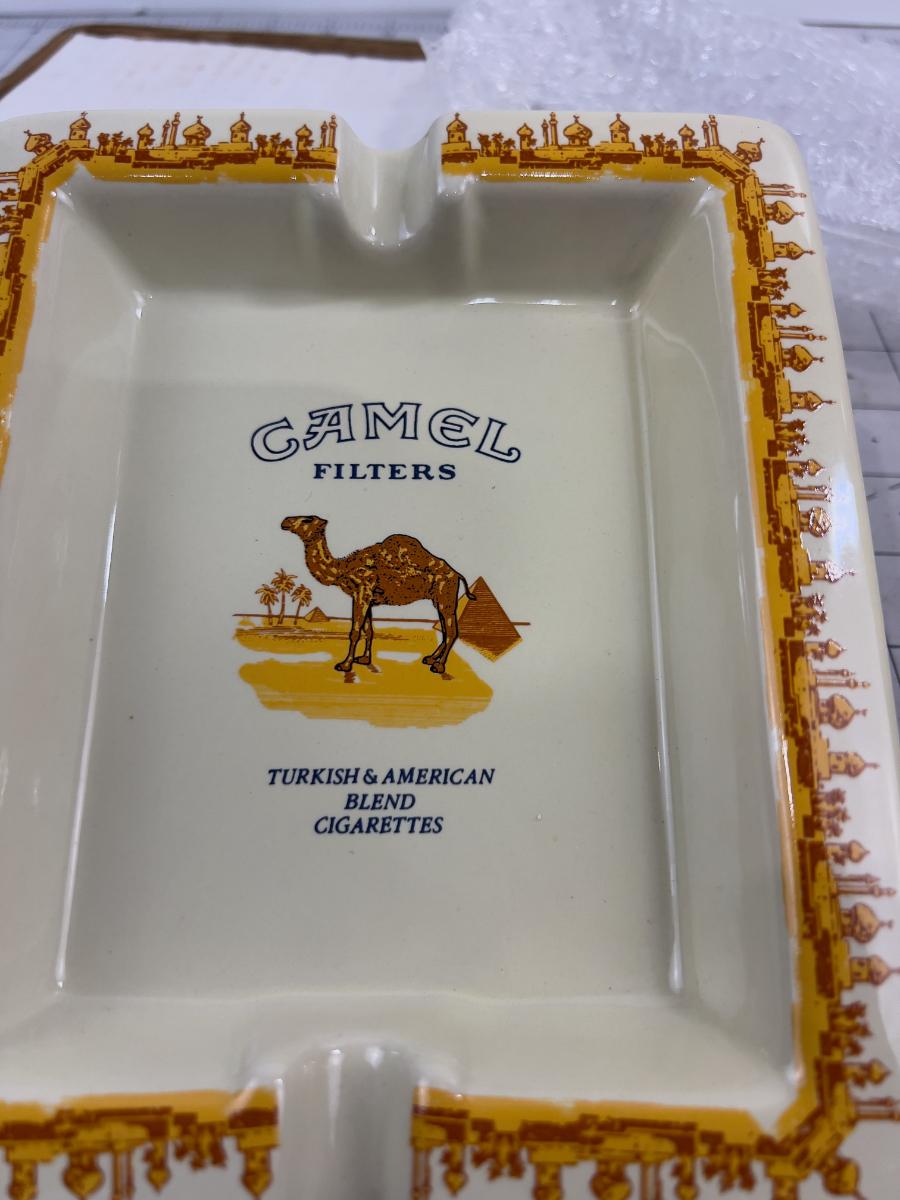 CAMEL
FILTERS
TURKISH & AMERICAN
BLEND
CIGARETTES